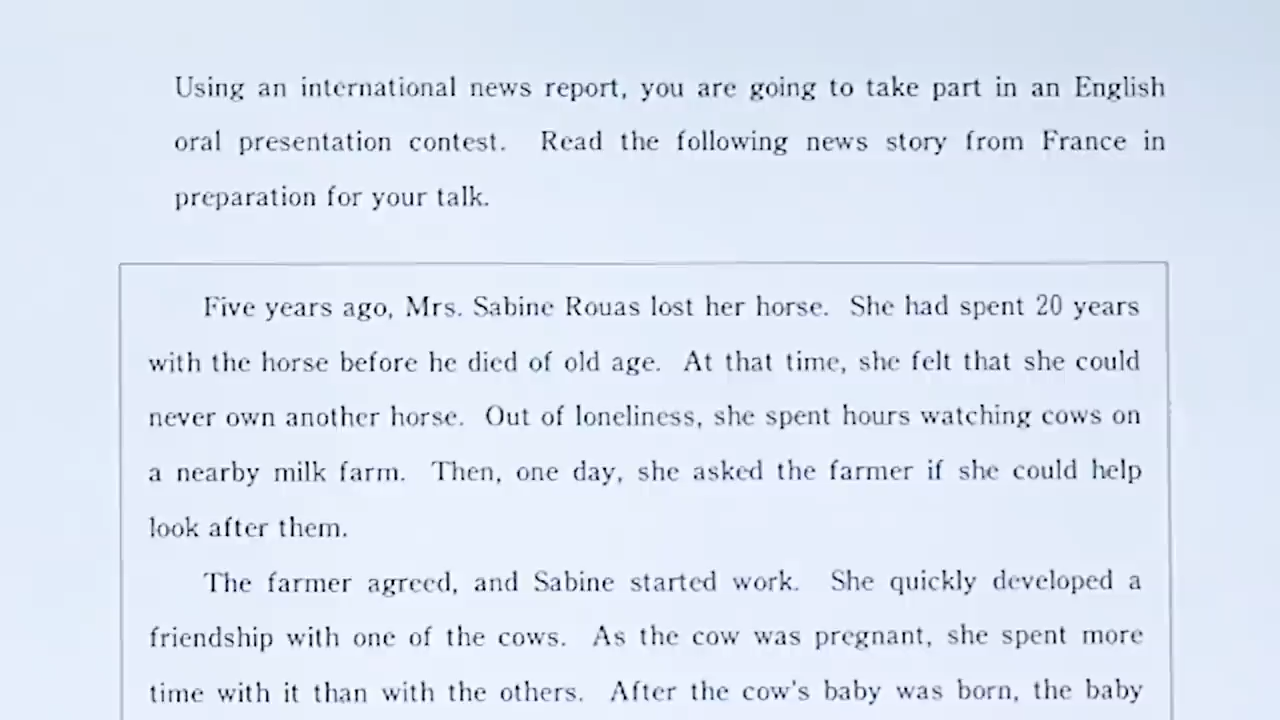 Using an international news report, you are going to take part in an English
oral presentation contest. Read the following news story from France in
preparation for your talk.
Five years ago, Mrs. Sabine Rouas lost her horse. She had spent 20 years
with the horse before he died of old age. At that time, she felt that she could
never own another horse. Out of loneliness, she spent hours watching cows on
a nearby milk farm. Then, one day, she asked the farmer if she could help
look after them.
The farmer agreed, and Sabine started work. She quickly developed a
friendship with one of the cows. As the cow was pregnant, she spent more
time with it than with the others. After the cow's baby was born, the baby